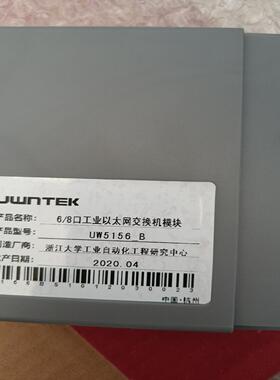 UWNTEK
产品名称： 6/8口工业以太网交换机模块
产品型号： UW5156_B
制造厂商： 浙江大学工业自动化工程研究中心
生产日期： 2020.04
中国·杭州